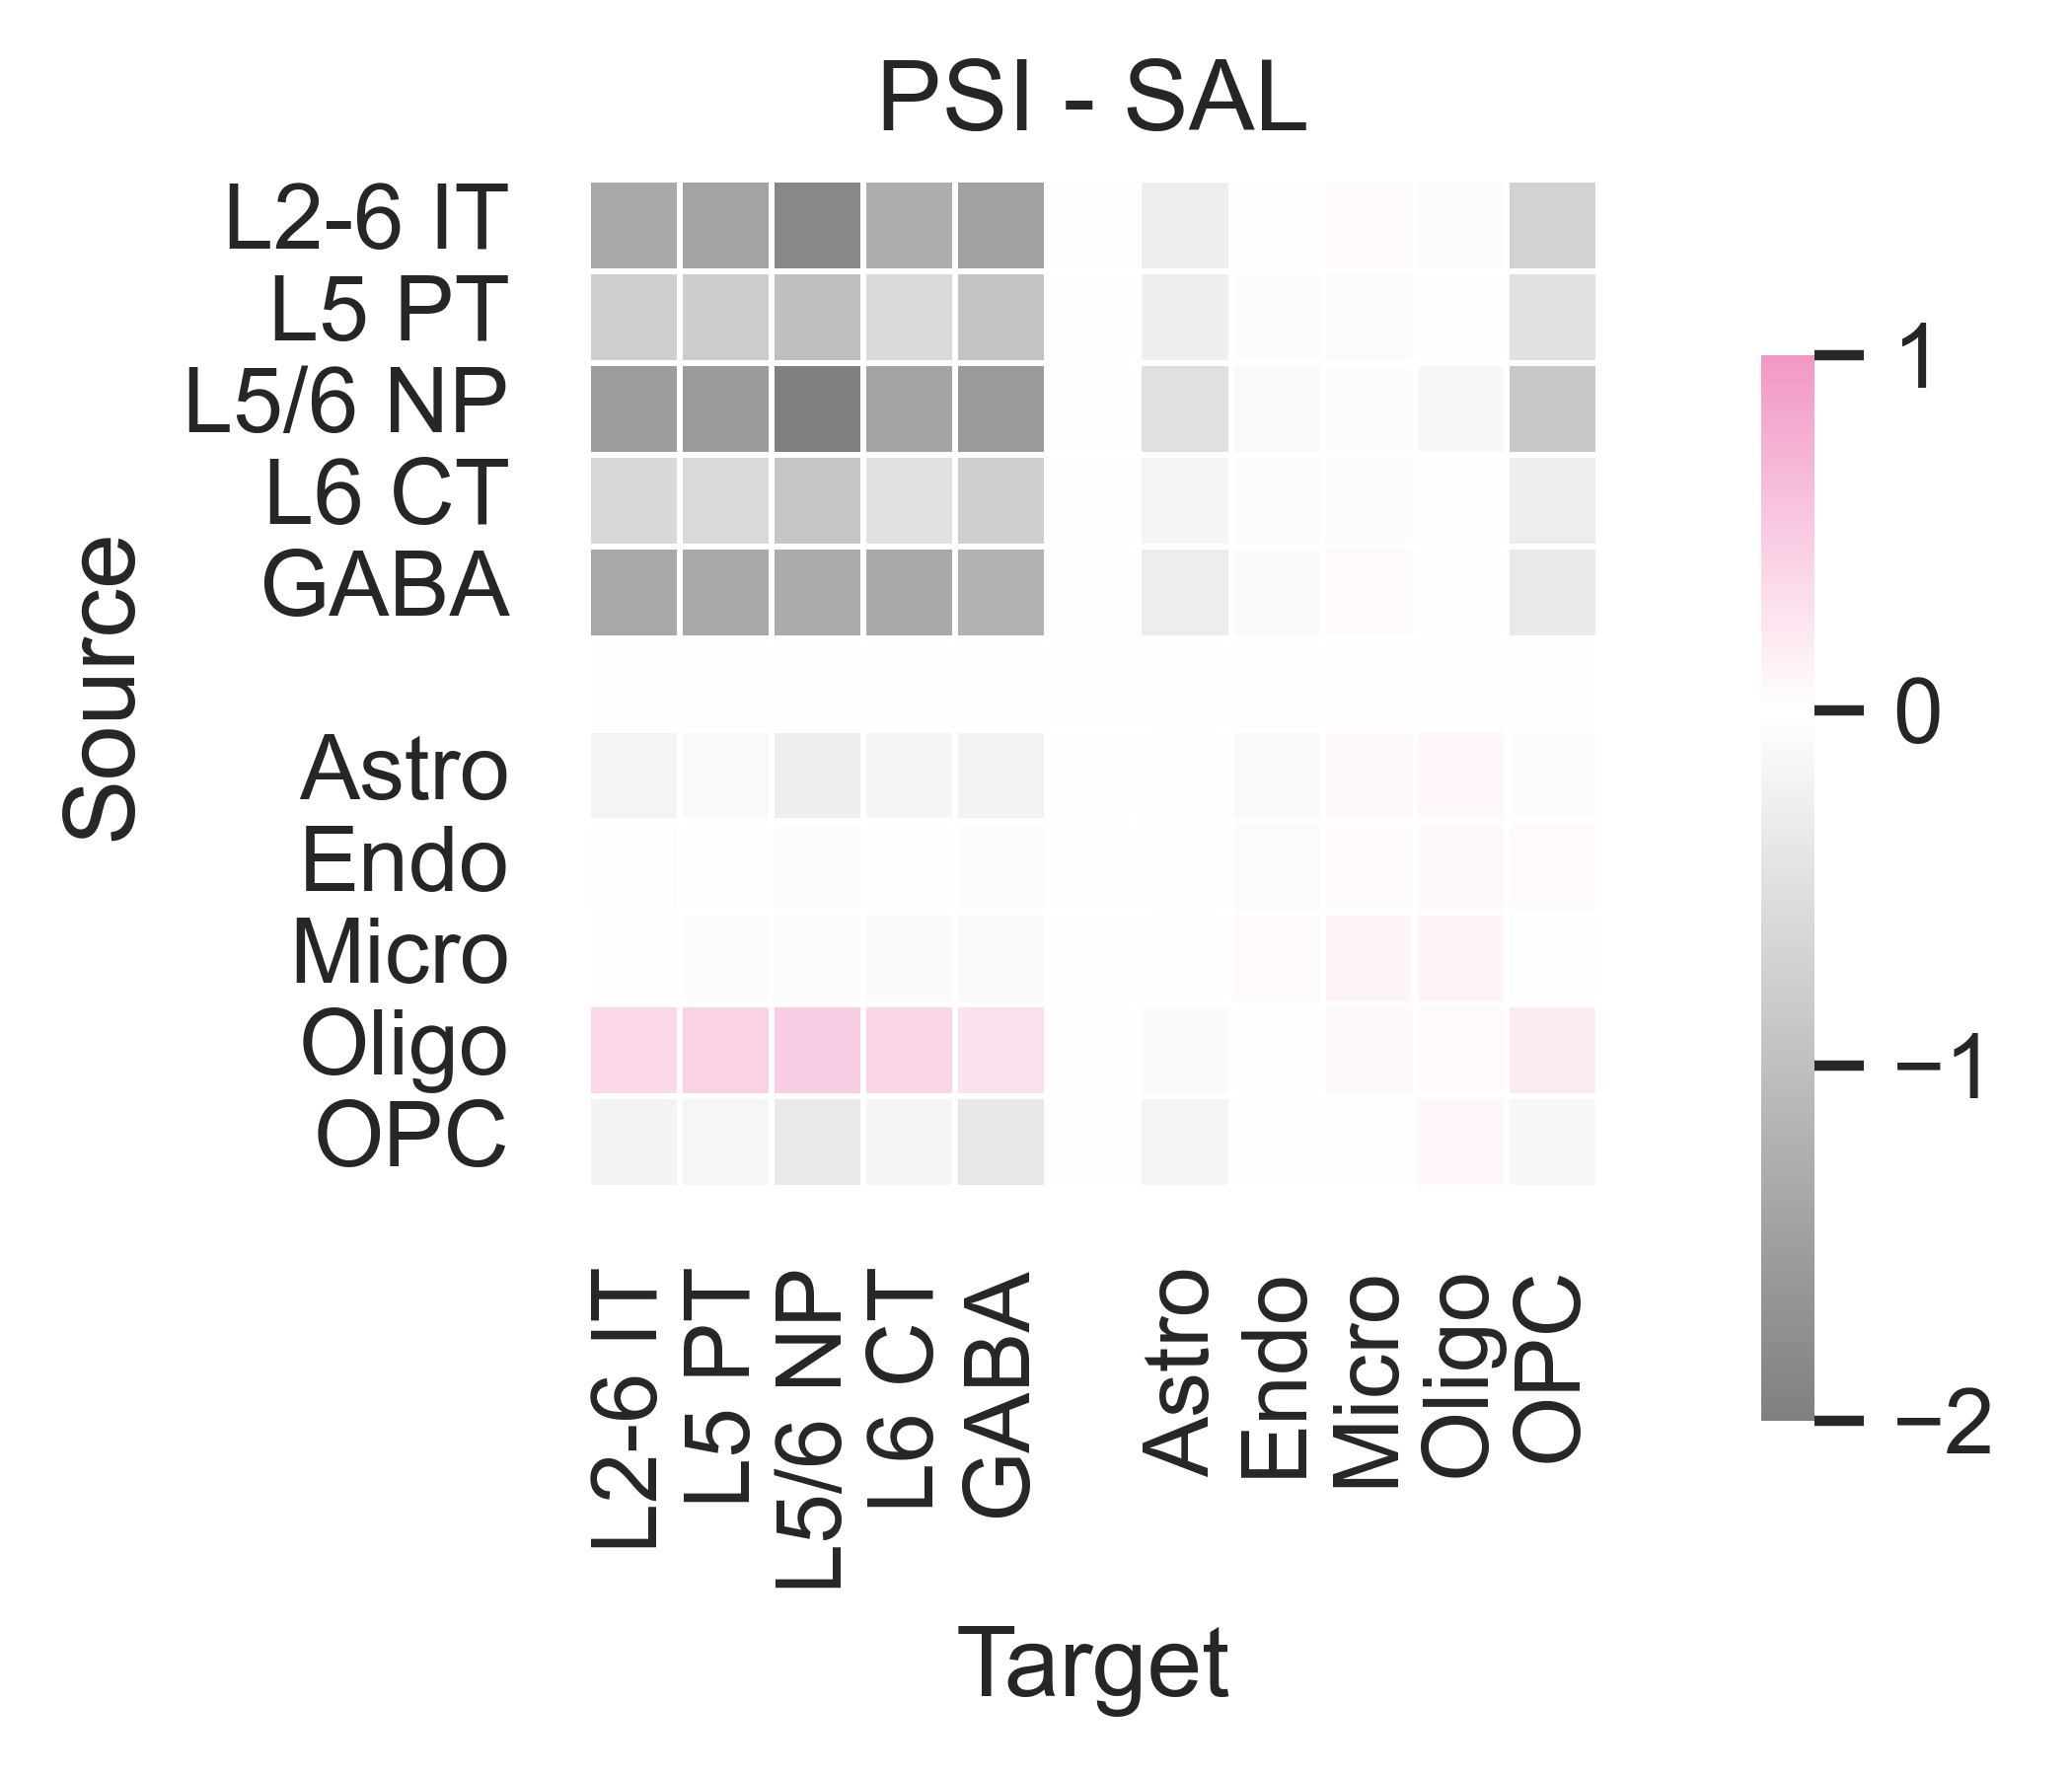 PSI - SAL
L2-6 IT
L5 PT
L5/6 NP
L6 CT
GABA
Astro
Endo
Micro
Oligo
OPC
Source
L2-6 IT
L5 PT
L5/6 NP
L6 CT
GABA
Astro
Endo
Micro
Oligo
OPC
Target
1
0
−1
−2